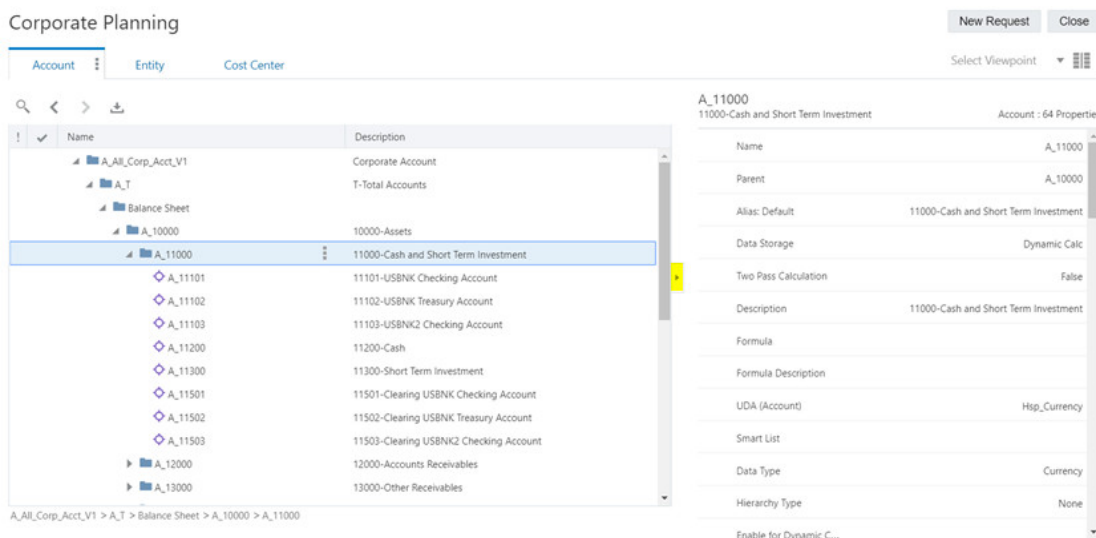 Corporate Planning
New Request
Close
Account
Entity
Cost Center
Select Viewpoint
! Name Description
A_All_Corp_Acct_V1 Corporate Account
A_T T-Total Accounts
Balance Sheet
A_10000 10000-Assets
A_11000 11000-Cash and Short Term Investment
A_11101 11101-USBNK Checking Account
A_11102 11102-USBNK Treasury Account
A_11103 11103-USBNK2 Checking Account
A_11200 11200-Cash
A_11300 11300-Short Term Investment
A_11501 11501-Clearing USBNK Checking Account
A_11502 11502-Clearing USBNK Treasury Account
A_11503 11503-Clearing USBNK2 Checking Account
A_12000 12000-Accounts Receivables
A_13000 13000-Other Receivables
A_All_Corp_Acct_V1 > A_T > Balance Sheet > A_10000 > A_11000
A_11000
11000-Cash and Short Term Investment Account : 64 Propertie
Name A_11000
Parent A_10000
Alias: Default 11000-Cash and Short Term Investment
Data Storage Dynamic Calc
Two Pass Calculation False
Description 11000-Cash and Short Term Investment
Formula
Formula Description
UDA (Account) Hsp_Currency
Smart List
Data Type Currency
Hierarchy Type None
Enable for Dynamic C...